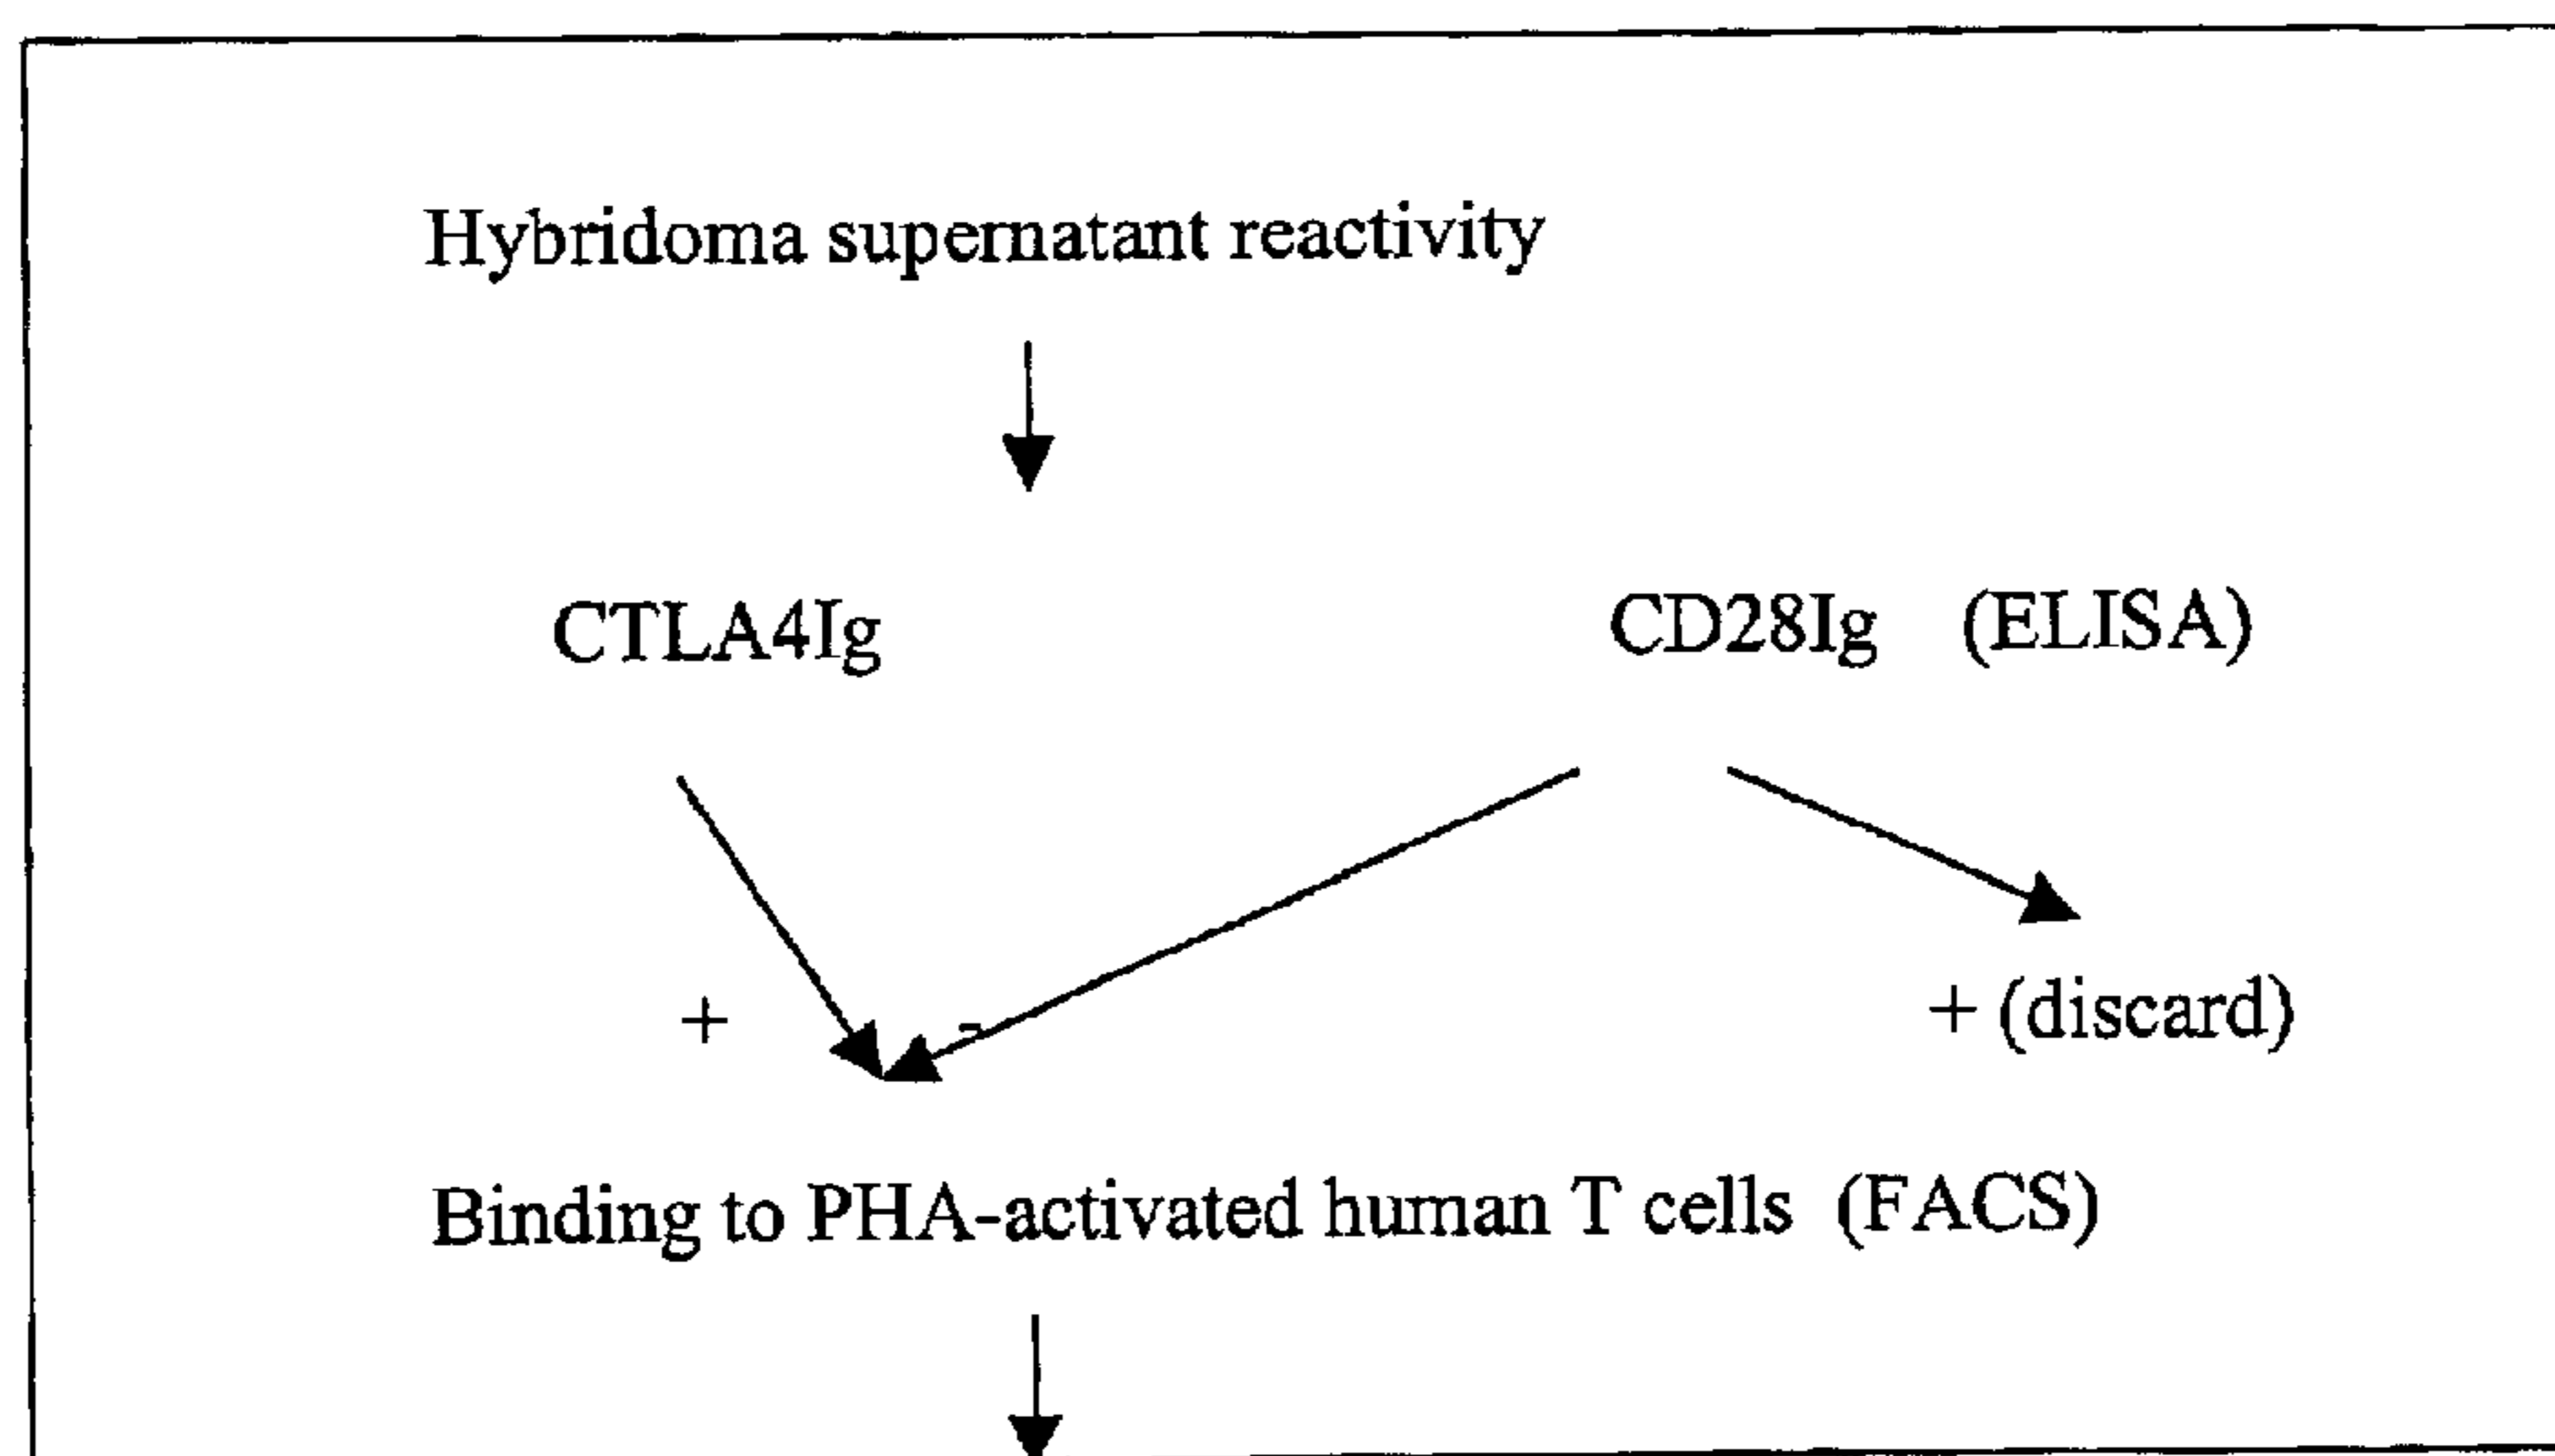 Hybridoma supernatant reactivity
CTLA4Ig CD28Ig (ELISA)
+ - + (discard)
Binding to PHA-activated human T cells (FACS)